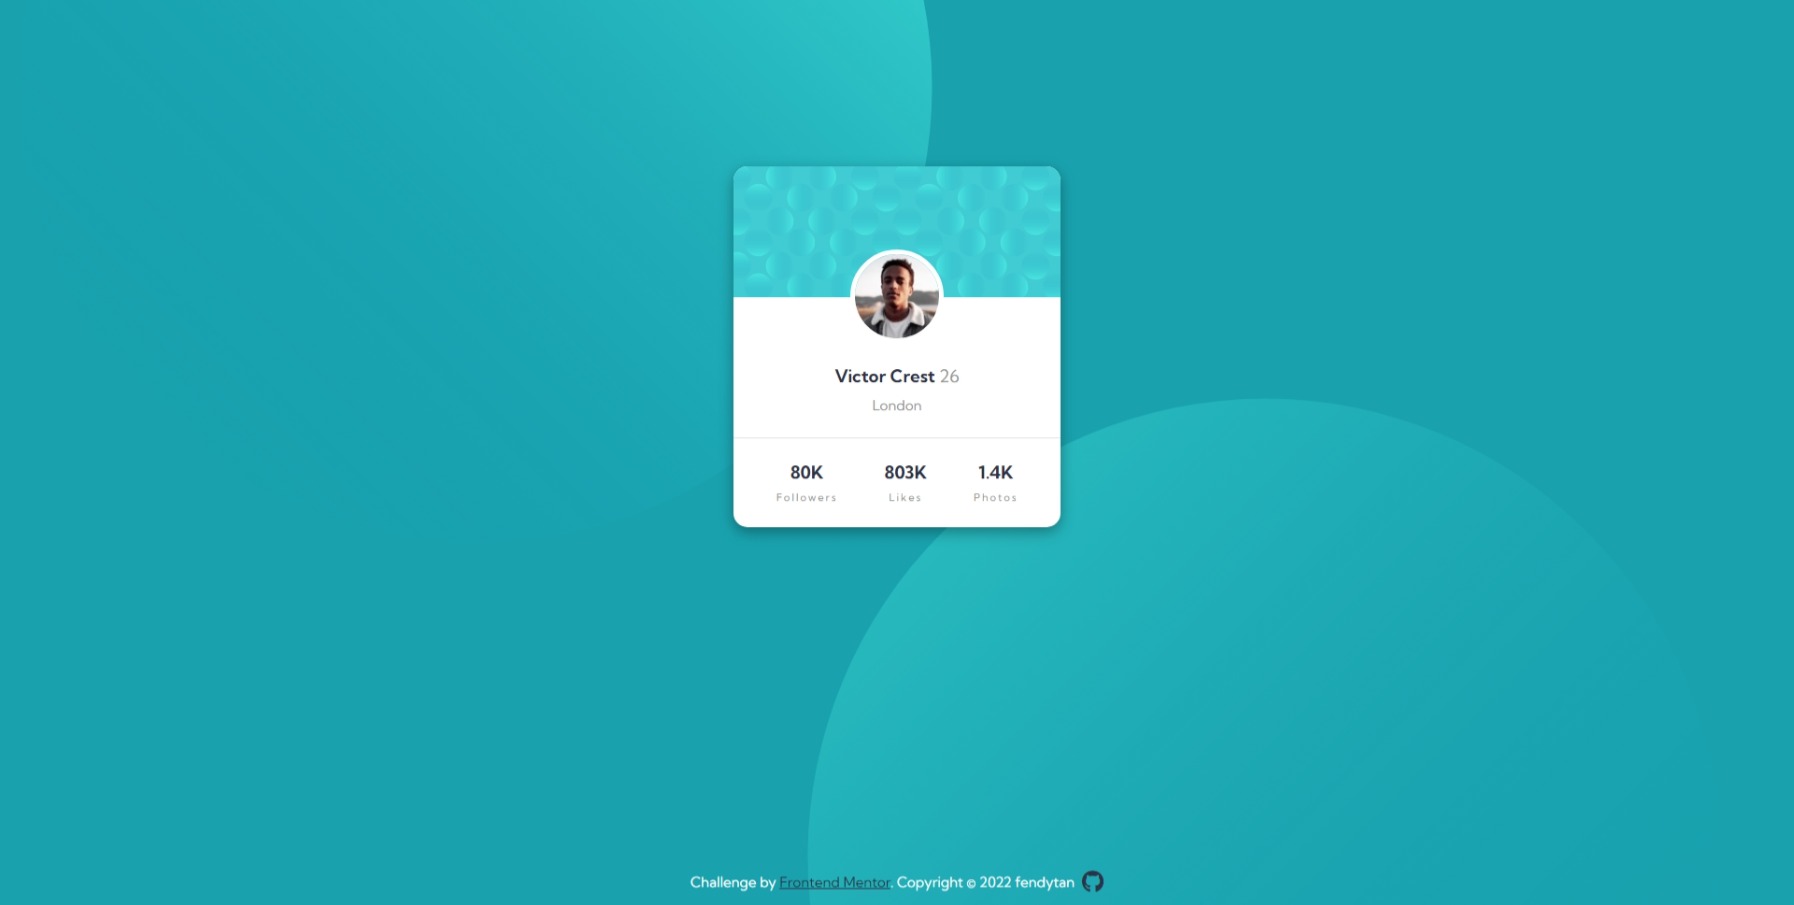 Victor Crest 26
London
80K 803K 1.4K
Followers Likes Photos
Challenge by Frontend Mentor. Copyright © 2022 fendytan